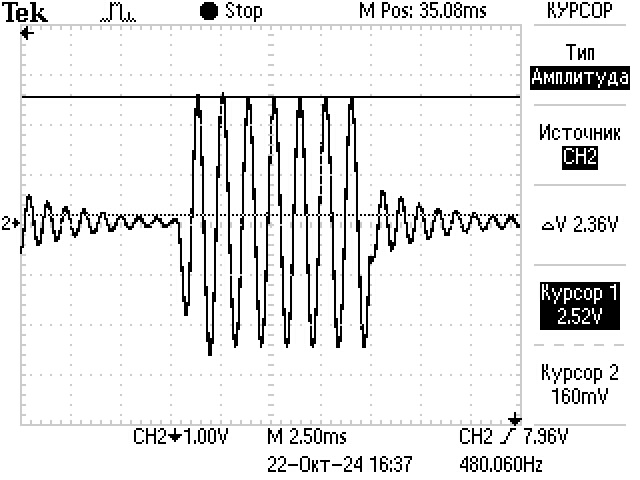 Tek
Stop
M Pos: 35.08ms
КУРСОР
Тип
Амплитуда
Источник
CH2
2
△V 2.36V
Курсор 1
2.52V
Курсор 2
160mV
CH2 1.00V
M 2.50ms
CH2 7.96V
22-Окт-24 16:37
480.060Hz